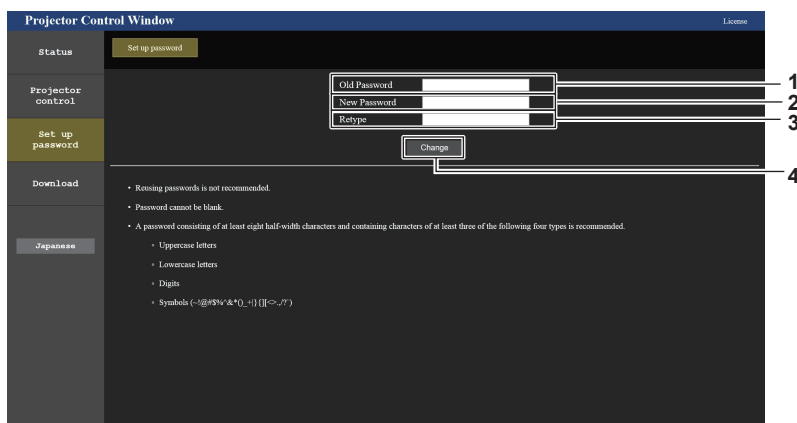 Projector Control Window
License
Status
Set up password
Projector
control
Old Password
1
New Password
2
Retype
3
Set up
password
Change
4
Download
• Reusing passwords is not recommended.
• Password cannot be blank.
• A password consisting of at least eight half-width characters and containing characters of at least three of the following four types is recommended.
Japanese
◦ Uppercase letters
◦ Lowercase letters
◦ Digits
◦ Symbols (~!@#$%^&*()_+|}{][<>.,/?`)